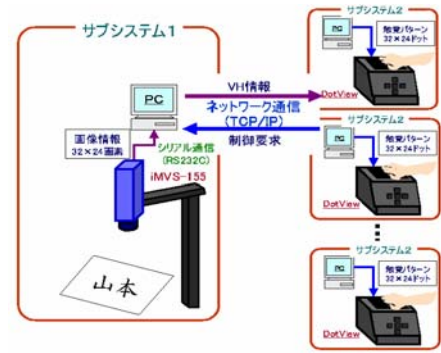 サブシステム1
PC
画像情報
32×24画素
シリアル通信
(RS232C)
iMVS-155
山本
VH情報
ネットワーク通信
(TCP/IP)
制御要求
サブシステム2
PC
触覚パターン
32×24ドット
DotView
サブシステム2
PC
触覚パターン
32×24ドット
DotView
サブシステム2
PC
触覚パターン
32×24ドット
DotView